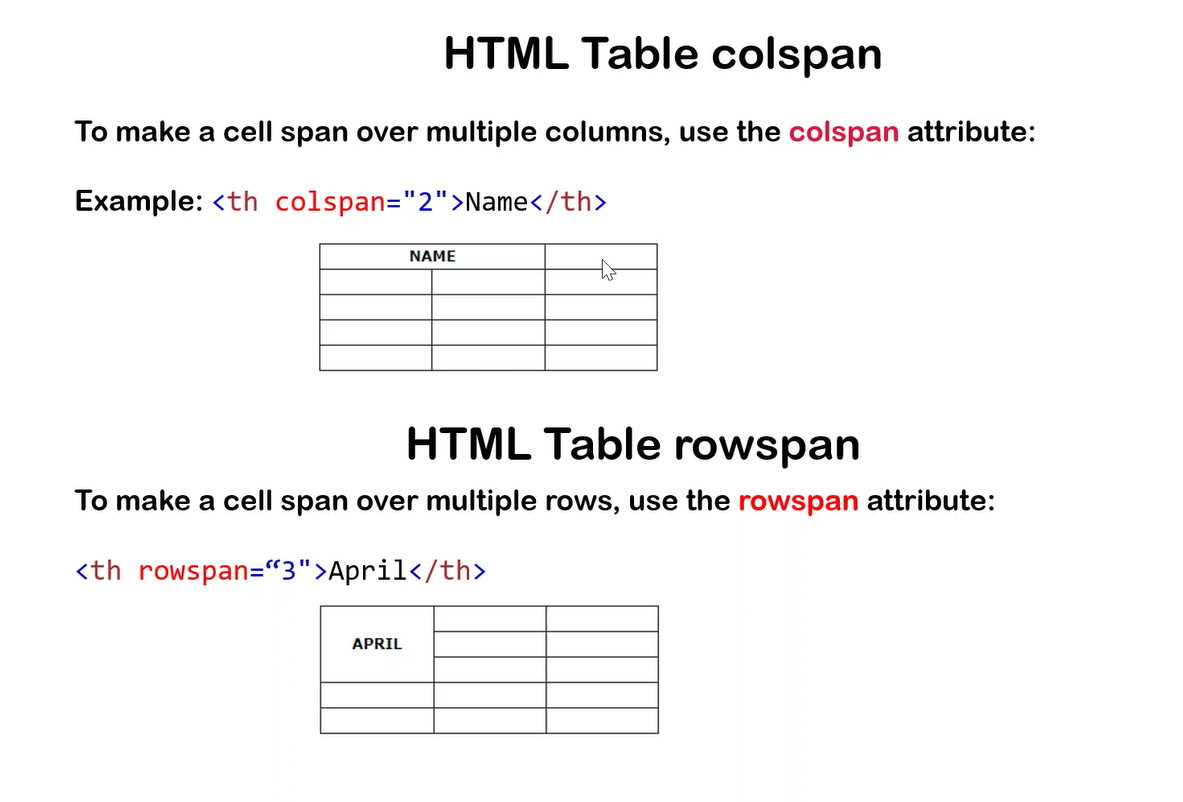 HTML Table colspan
To make a cell span over multiple columns, use the colspan attribute:
Example: <th colspan="2">Name</th>
NAME
HTML Table rowspan
To make a cell span over multiple rows, use the rowspan attribute:
<th rowspan=“3">April</th>
APRIL